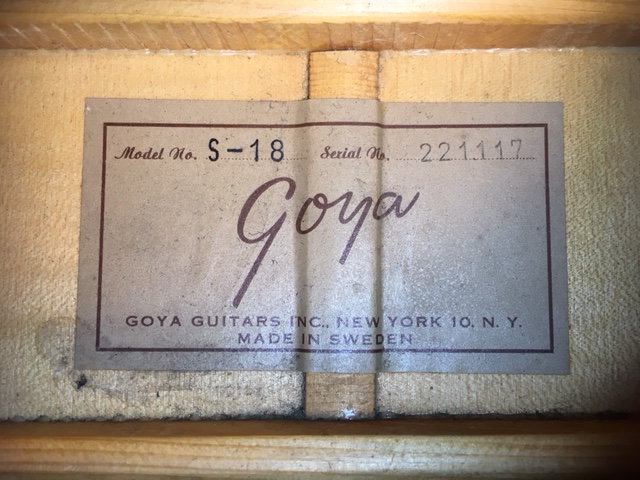 Model No. S-18 Serial No. 221117
Goya
GOYA GUITARS INC., NEW YORK 10, N. Y.
MADE IN SWEDEN